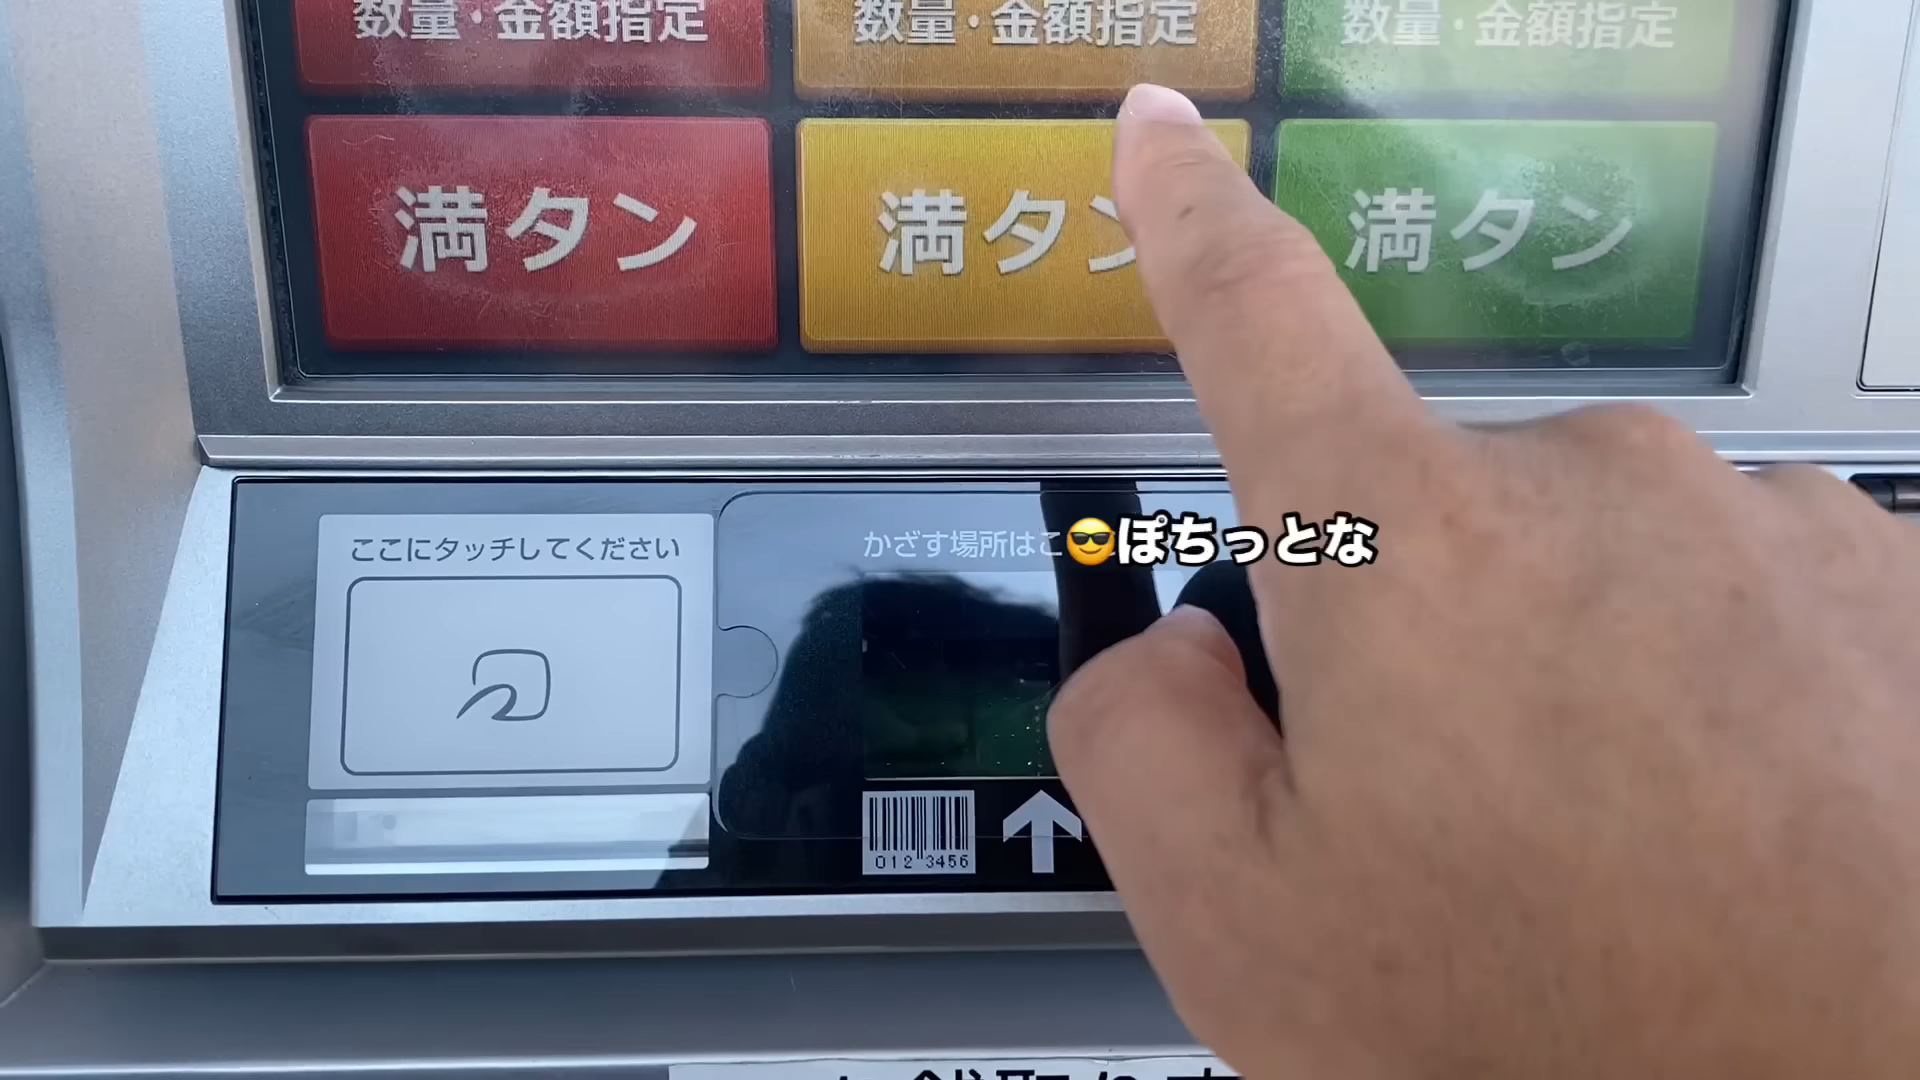 数量・金額指定
数量・金額指定
数量・金額指定
満タン
満タン
満タン
ここにタッチしてください
かざす場所はこ
😎ぽちっとな
012 3456